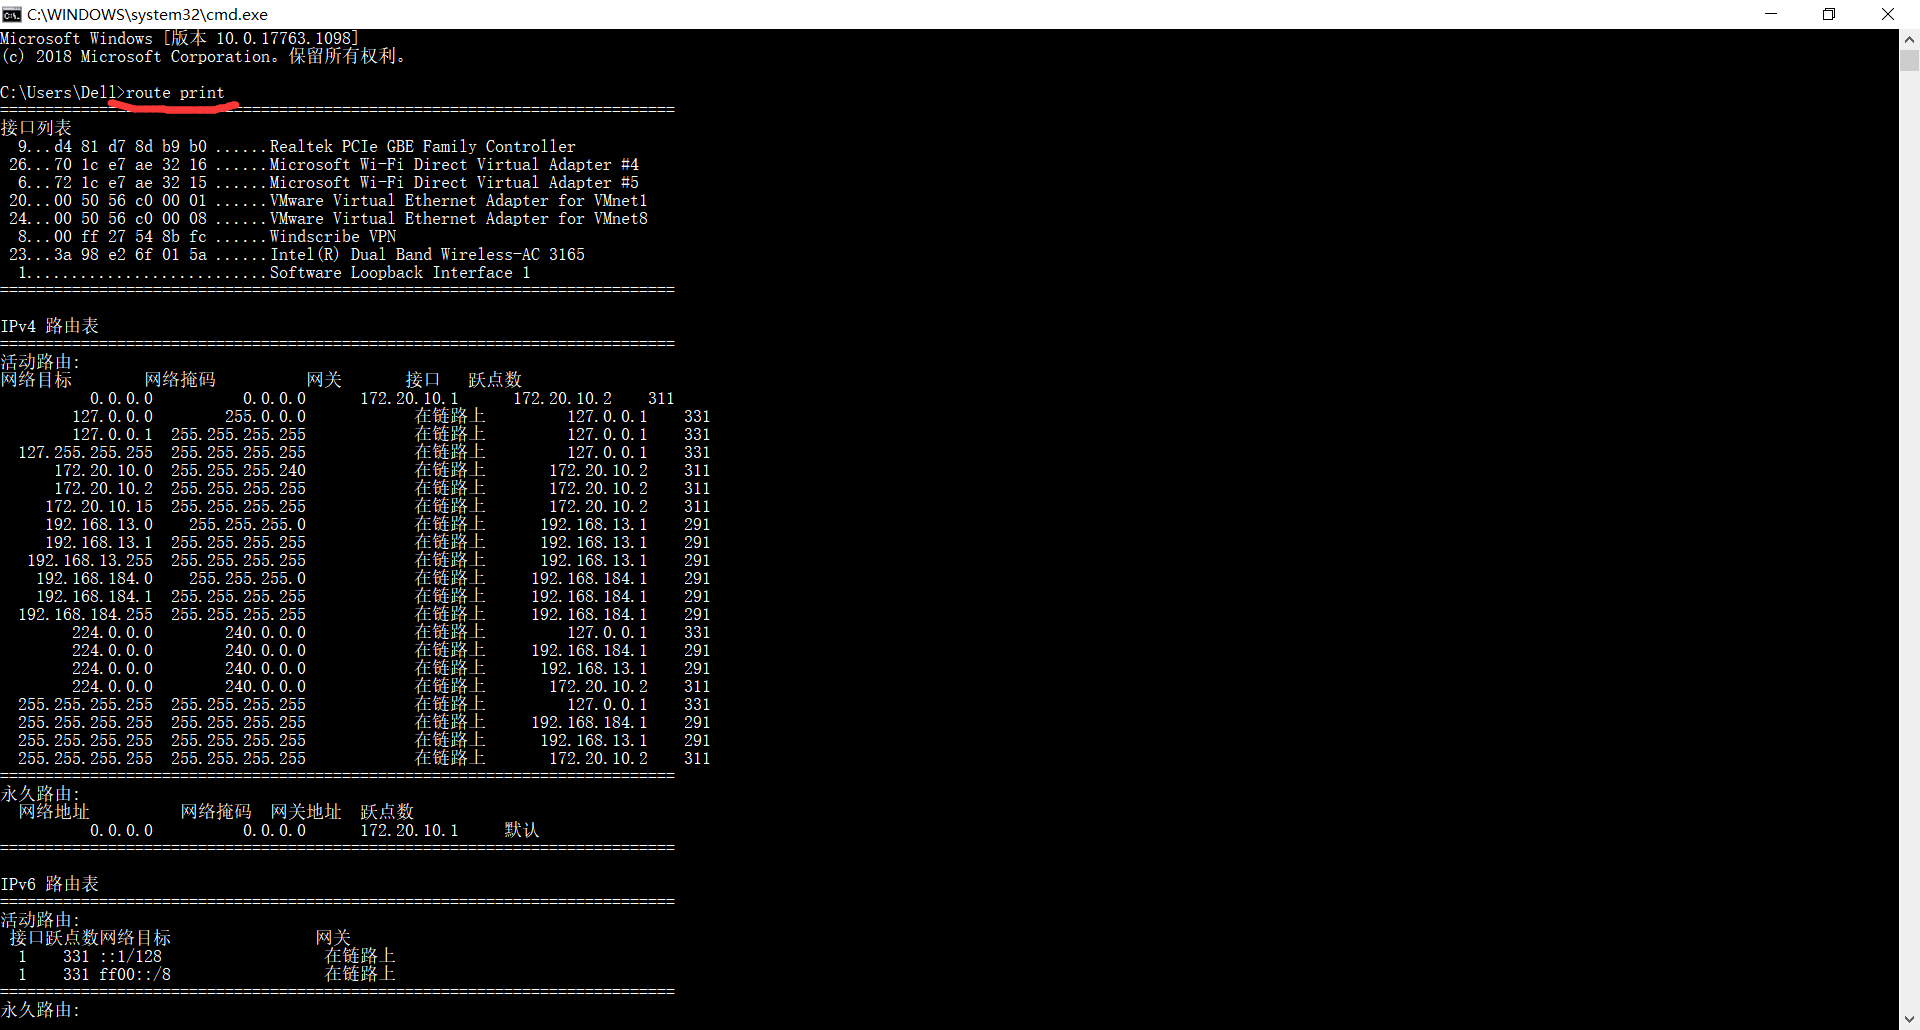 C:\WINDOWS\system32\cmd.exe
Microsoft Windows [版本 10.0.17763.1098]
(c) 2018 Microsoft Corporation。保留所有权利。
C:\Users\Dell>route print
===========================================================================
接口列表
  9...d4 81 d7 8d b9 b0 ......Realtek PCIe GBE Family Controller
 26...70 1c e7 ae 32 16 ......Microsoft Wi-Fi Direct Virtual Adapter #4
  6...72 1c e7 ae 32 15 ......Microsoft Wi-Fi Direct Virtual Adapter #5
 20...00 50 56 c0 00 01 ......VMware Virtual Ethernet Adapter for VMnet1
 24...00 50 56 c0 00 08 ......VMware Virtual Ethernet Adapter for VMnet8
  8...00 ff 27 54 8b fc ......Windscribe VPN
 23...3a 98 e2 6f 01 5a ......Intel(R) Dual Band Wireless-AC 3165
  1...........................Software Loopback Interface 1
===========================================================================
IPv4 路由表
===========================================================================
活动路由:
网络目标        网络掩码          网关       接口   跃点数
          0.0.0.0          0.0.0.0      172.20.10.1      172.20.10.2    311
        127.0.0.0        255.0.0.0            在链路上         127.0.0.1    331
        127.0.0.1  255.255.255.255            在链路上         127.0.0.1    331
  127.255.255.255  255.255.255.255            在链路上         127.0.0.1    331
      172.20.10.0  255.255.255.240            在链路上       172.20.10.2    311
      172.20.10.2  255.255.255.255            在链路上       172.20.10.2    311
     172.20.10.15  255.255.255.255            在链路上       172.20.10.2    311
     192.168.13.0    255.255.255.0            在链路上      192.168.13.1    291
     192.168.13.1  255.255.255.255            在链路上      192.168.13.1    291
   192.168.13.255  255.255.255.255            在链路上      192.168.13.1    291
    192.168.184.0    255.255.255.0            在链路上     192.168.184.1    291
    192.168.184.1  255.255.255.255            在链路上     192.168.184.1    291
  192.168.184.255  255.255.255.255            在链路上     192.168.184.1    291
        224.0.0.0        240.0.0.0            在链路上         127.0.0.1    331
        224.0.0.0        240.0.0.0            在链路上     192.168.184.1    291
        224.0.0.0        240.0.0.0            在链路上      192.168.13.1    291
        224.0.0.0        240.0.0.0            在链路上       172.20.10.2    311
  255.255.255.255  255.255.255.255            在链路上         127.0.0.1    331
  255.255.255.255  255.255.255.255            在链路上     192.168.184.1    291
  255.255.255.255  255.255.255.255            在链路上      192.168.13.1    291
  255.255.255.255  255.255.255.255            在链路上       172.20.10.2    311
===========================================================================
永久路由:
  网络地址          网络掩码  网关地址  跃点数
          0.0.0.0          0.0.0.0      172.20.10.1     默认
===========================================================================
IPv6 路由表
===========================================================================
活动路由:
 接口跃点数网络目标                网关
  1    331 ::1/128                  在链路上
  1    331 ff00::/8                 在链路上
===========================================================================
永久路由: